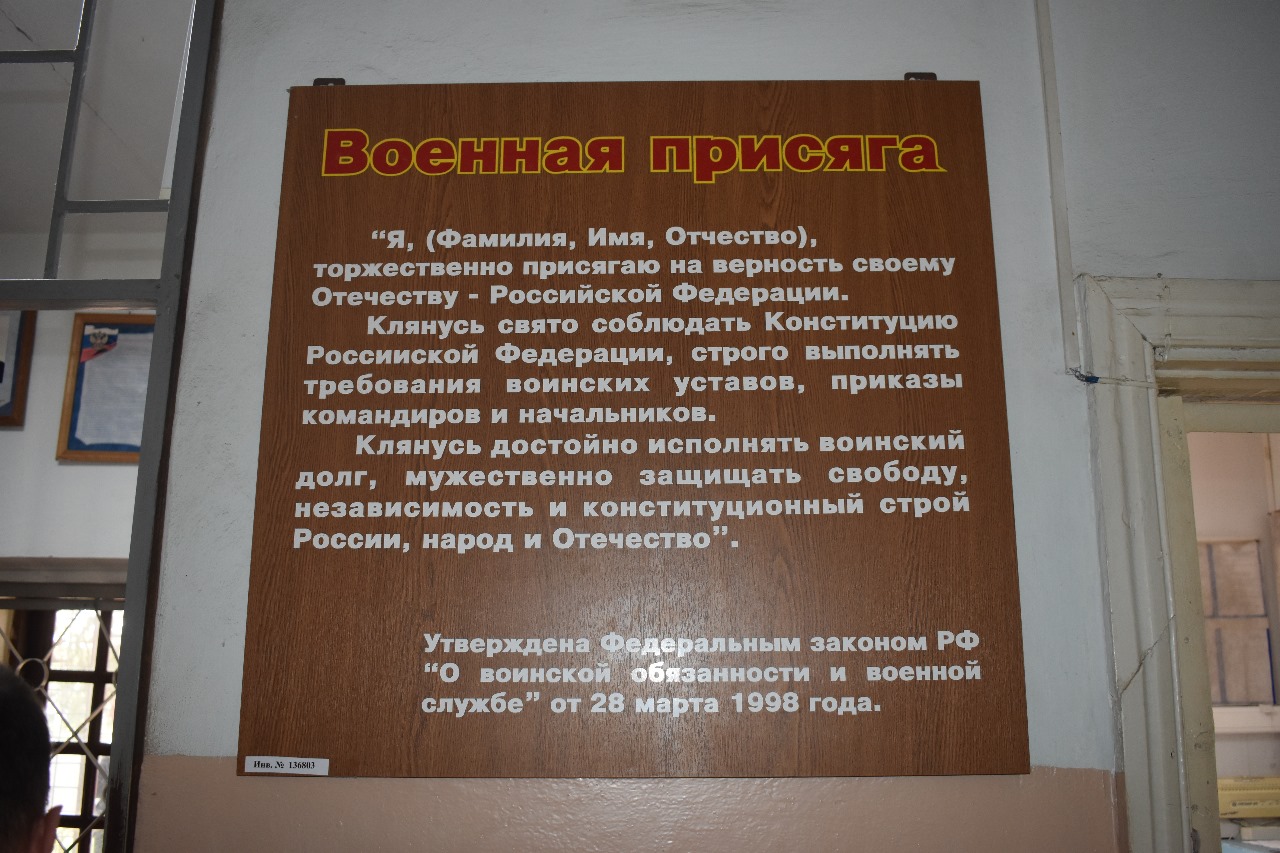 Военная присяга
“Я, (Фамилия, Имя, Отчество),
торжественно присягаю на верность своему
Отечеству - Российской Федерации.
Клянусь свято соблюдать Конституцию
Россииской Федерации, строго выполнять
требования воинских уставов, приказы
командиров и начальников.
Клянусь достойно исполнять воинский
долг, мужественно защищать свободу,
независимость и конституционный строй
России, народ и Отечество”.
Утверждена Федеральным законом РФ
“О воинской обязанности и военной
службе” от 28 марта 1998 года.
Инв. № 136803